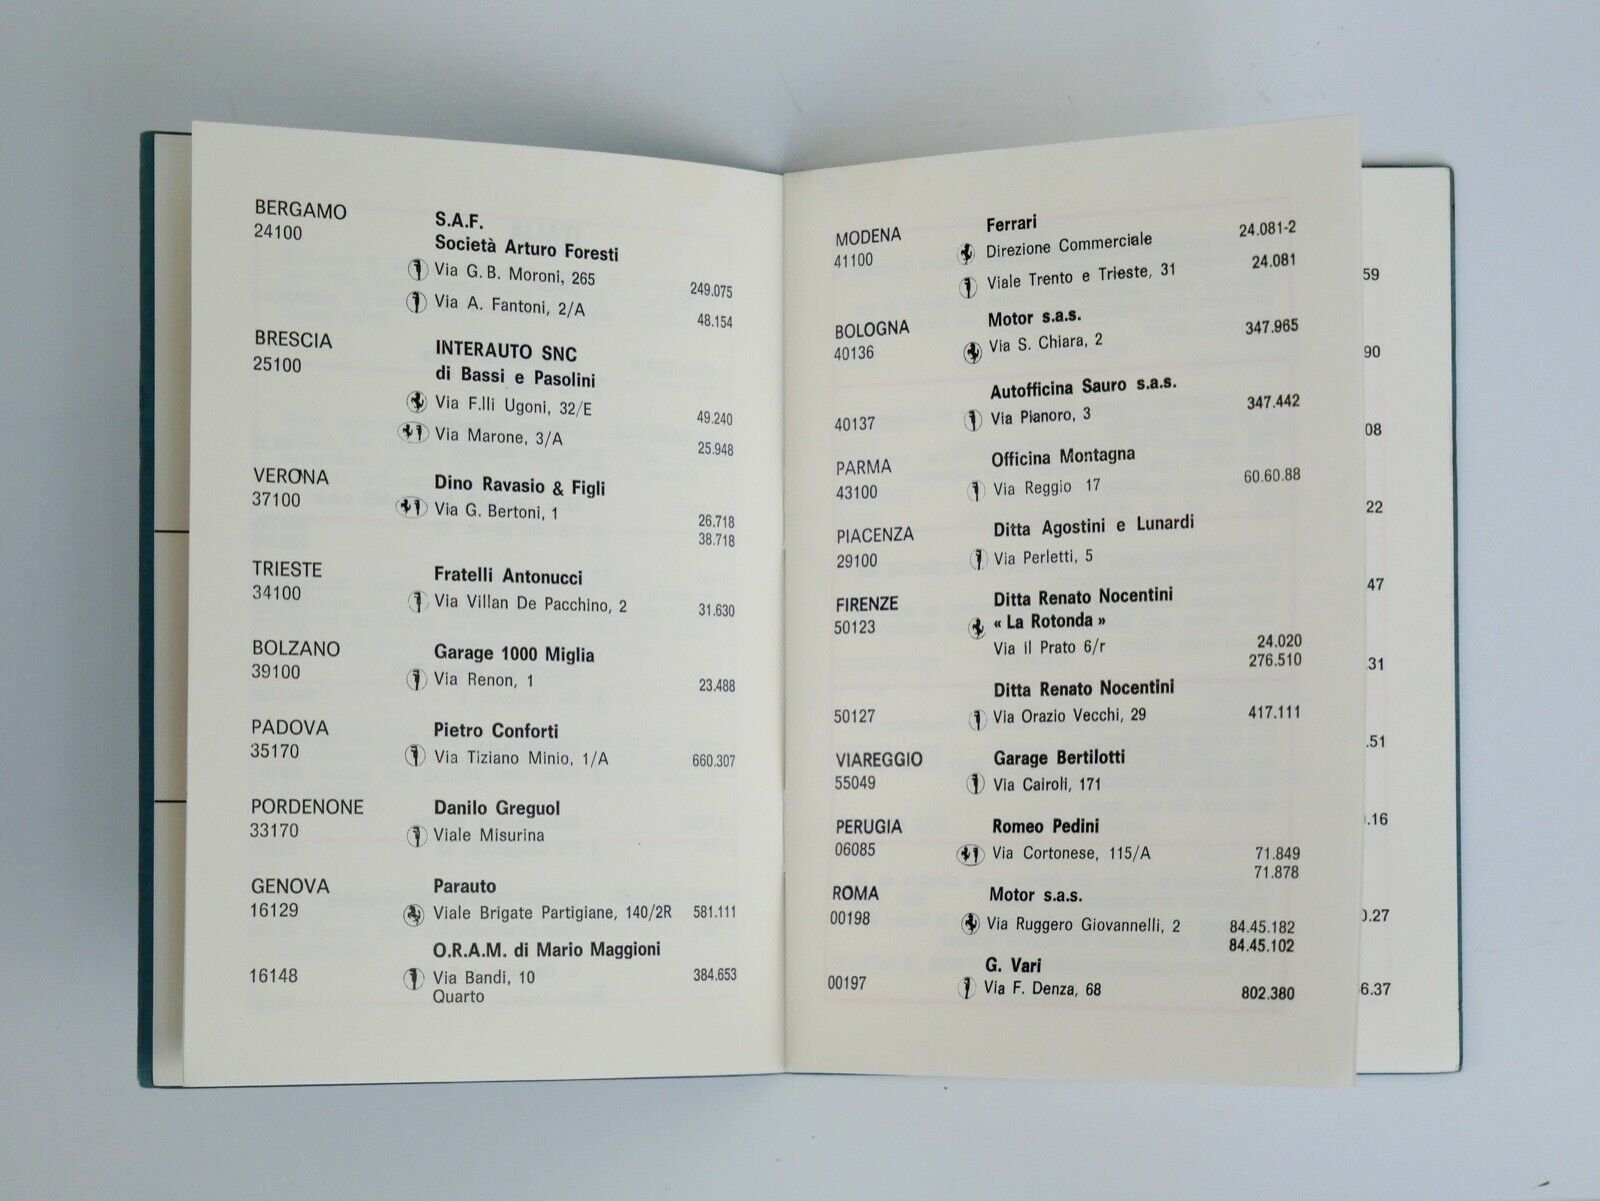 BERGAMO
24100
S.A.F.
Società Arturo Foresti
Via G. B. Moroni, 265 249.075
Via A. Fantoni, 2/A 48.154
BRESCIA
25100
INTERAUTO SNC
di Bassi e Pasolini
Via F.lli Ugoni, 32/E 49.240
Via Marone, 3/A 25.948
VERONA
37100
Dino Ravasio & Figli
Via G. Bertoni, 1 26.718
38.718
TRIESTE
34100
Fratelli Antonucci
Via Villan De Pacchino, 2 31.630
BOLZANO
39100
Garage 1000 Miglia
Via Renon, 1 23.488
PADOVA
35170
Pietro Conforti
Via Tiziano Minio, 1/A 660.307
PORDENONE
33170
Danilo Greguol
Viale Misurina
GENOVA
16129
Parauto
Viale Brigate Partigiane, 140/2R 581.111
O.R.A.M. di Mario Maggioni
16148 Via Bandi, 10 384.653
Quarto
MODENA
41100
Ferrari
Direzione Commerciale 24.081-2
Viale Trento e Trieste, 31 24.081
BOLOGNA
40136
Motor s.a.s.
Via S. Chiara, 2 347.965
Autofficina Sauro s.a.s.
40137 Via Pianoro, 3 347.442
PARMA
43100
Officina Montagna
Via Reggio 17 60.60.88
PIACENZA
29100
Ditta Agostini e Lunardi
Via Perletti, 5
FIRENZE
50123
Ditta Renato Nocentini
« La Rotonda »
Via il Prato 6/r 24.020
276.510
Ditta Renato Nocentini
50127 Via Orazio Vecchi, 29 417.111
VIAREGGIO
55049
Garage Bertilotti
Via Cairoli, 171
PERUGIA
06085
Romeo Pedini
Via Cortonese, 115/A 71.849
71.878
ROMA
00198
Motor s.a.s.
Via Ruggero Giovannelli, 2 84.45.182
84.45.102
G. Vari
00197 Via F. Denza, 68 802.380
59
90
08
22
47
.31
.51
.16
.27
6.37